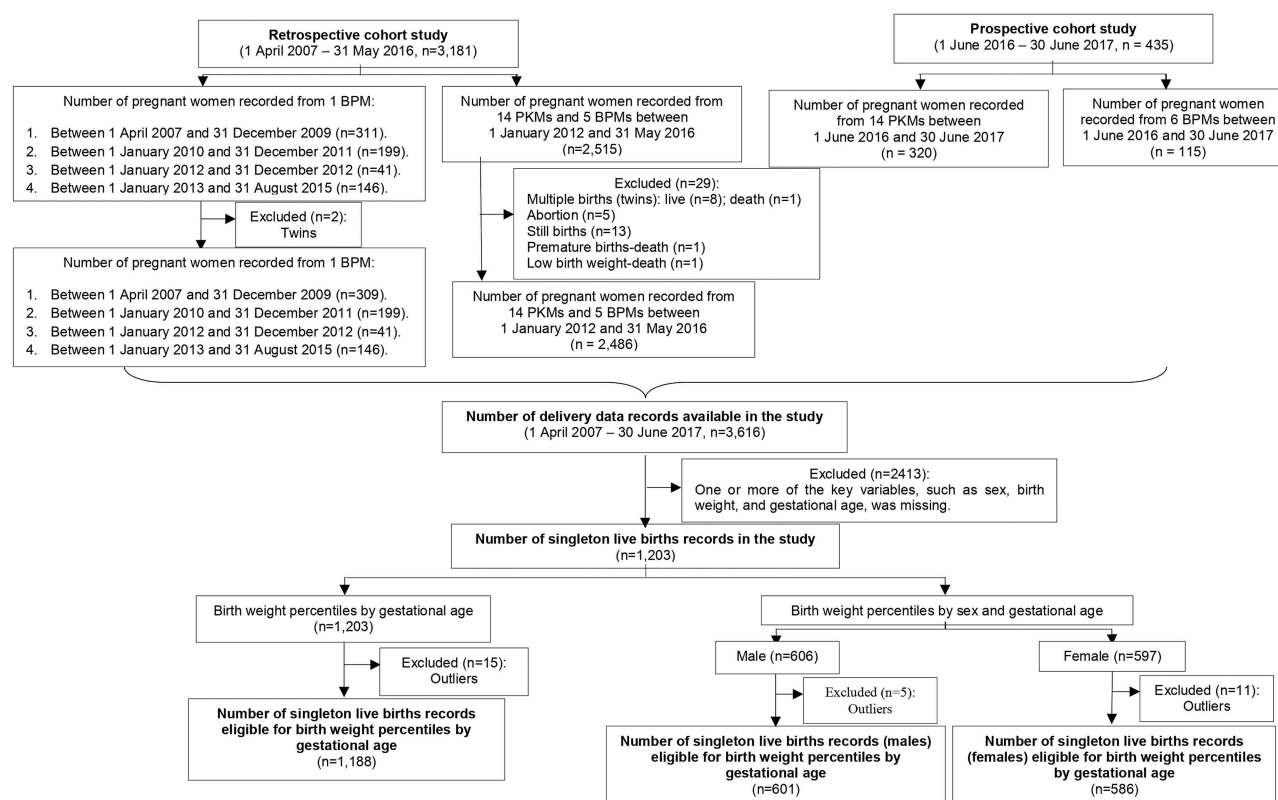 Retrospective cohort study
(1 April 2007 – 31 May 2016, n=3,181)
Prospective cohort study
(1 June 2016 – 30 June 2017, n = 435)
Number of pregnant women recorded from 1 BPM:
1. Between 1 April 2007 and 31 December 2009 (n=311).
2. Between 1 January 2010 and 31 December 2011 (n=199).
3. Between 1 January 2012 and 31 December 2012 (n=41).
4. Between 1 January 2013 and 31 August 2015 (n=146).
Number of pregnant women recorded from
14 PKMs and 5 BPMs between
1 January 2012 and 31 May 2016
(n=2,515)
Number of pregnant women recorded
from 14 PKMs between
1 June 2016 and 30 June 2017
(n = 320)
Number of pregnant women
recorded from 6 BPMs between
1 June 2016 and 30 June 2017
(n = 115)
Excluded (n=2):
Twins
Excluded (n=29):
Multiple births (twins): live (n=8); death (n=1)
Abortion (n=5)
Still births (n=13)
Premature births-death (n=1)
Low birth weight-death (n=1)
Number of pregnant women recorded from 1 BPM:
1. Between 1 April 2007 and 31 December 2009 (n=309).
2. Between 1 January 2010 and 31 December 2011 (n=199).
3. Between 1 January 2012 and 31 December 2012 (n=41).
4. Between 1 January 2013 and 31 August 2015 (n=146).
Number of pregnant women recorded from
14 PKMs and 5 BPMs between
1 January 2012 and 31 May 2016
(n = 2,486)
Number of delivery data records available in the study
(1 April 2007 – 30 June 2017, n=3,616)
Excluded (n=2413):
One or more of the key variables, such as sex, birth
weight, and gestational age, was missing.
Number of singleton live births records in the study
(n=1,203)
Birth weight percentiles by gestational age
(n=1,203)
Birth weight percentiles by sex and gestational age
Male (n=606)
Female (n=597)
Excluded (n=15):
Outliers
Excluded (n=5):
Outliers
Excluded (n=11):
Outliers
Number of singleton live births records
eligible for birth weight percentiles by
gestational age
(n=1,188)
Number of singleton live births records (males)
eligible for birth weight percentiles by
gestational age
(n=601)
Number of singleton live births records
(females) eligible for birth weight percentiles
by gestational age
(n=586)